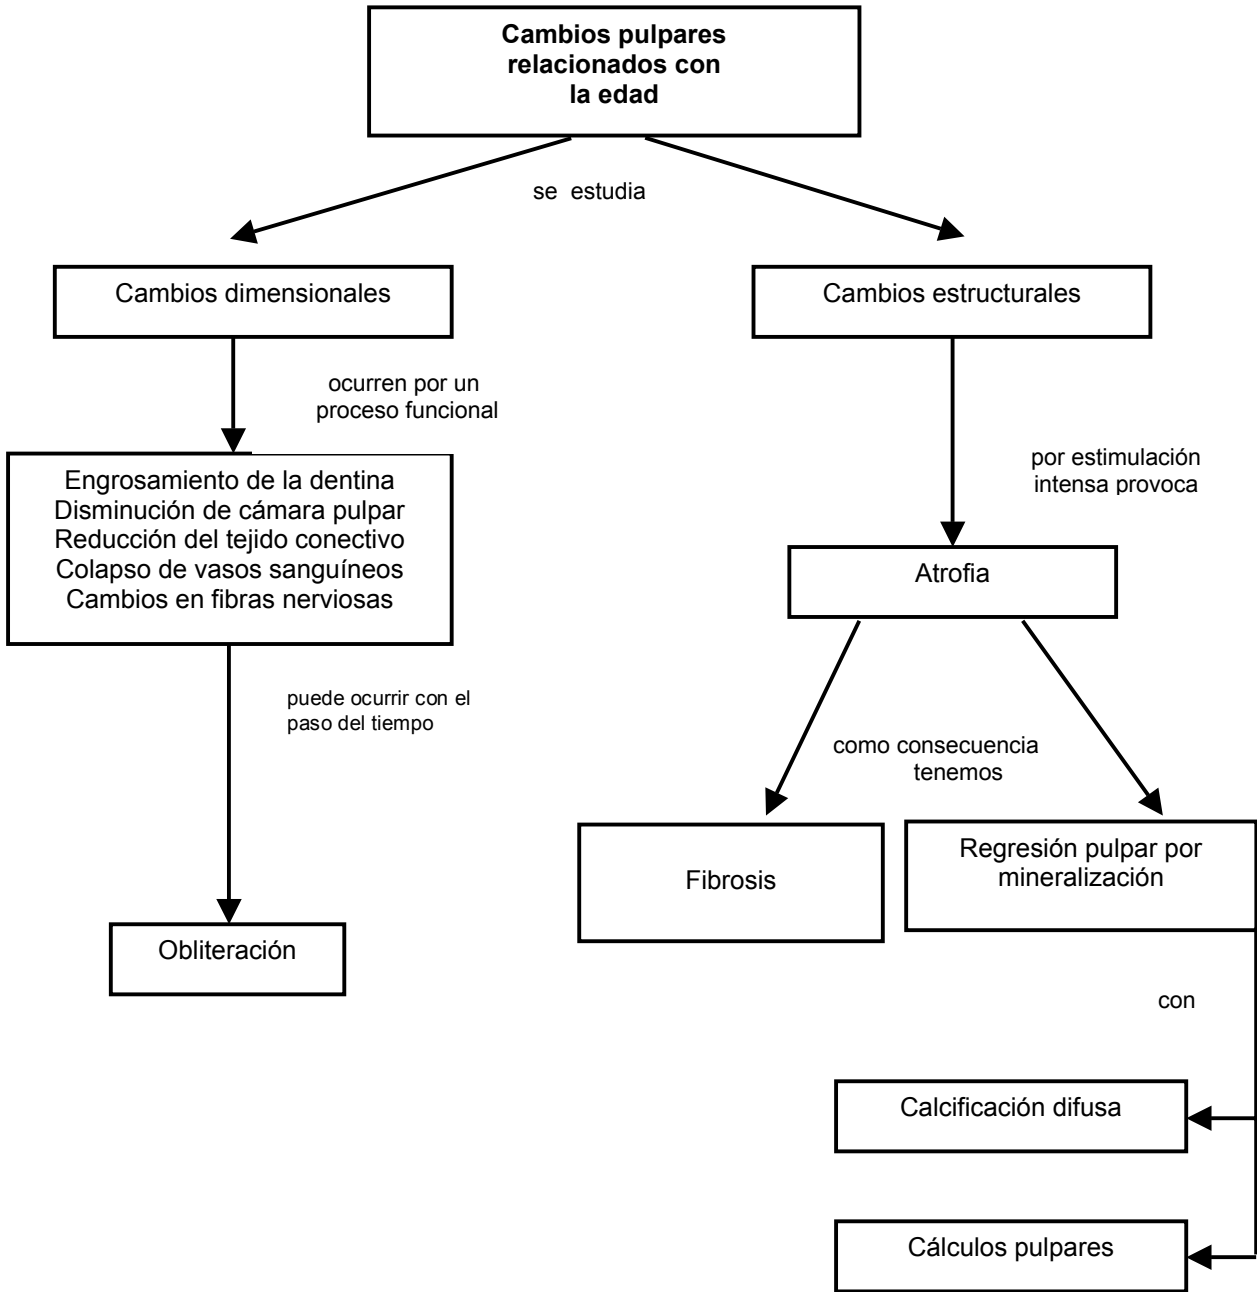 Cambios pulpares
relacionados con
la edad
se estudia
Cambios dimensionales
Cambios estructurales
ocurren por un
proceso funcional
Engrosamiento de la dentina
Disminución de cámara pulpar
Reducción del tejido conectivo
Colapso de vasos sanguíneos
Cambios en fibras nerviosas
por estimulación
intensa provoca
Atrofia
puede ocurrir con el
paso del tiempo
como consecuencia
tenemos
Fibrosis
Regresión pulpar por
mineralización
Obliteración
con
Calcificación difusa
Cálculos pulpares